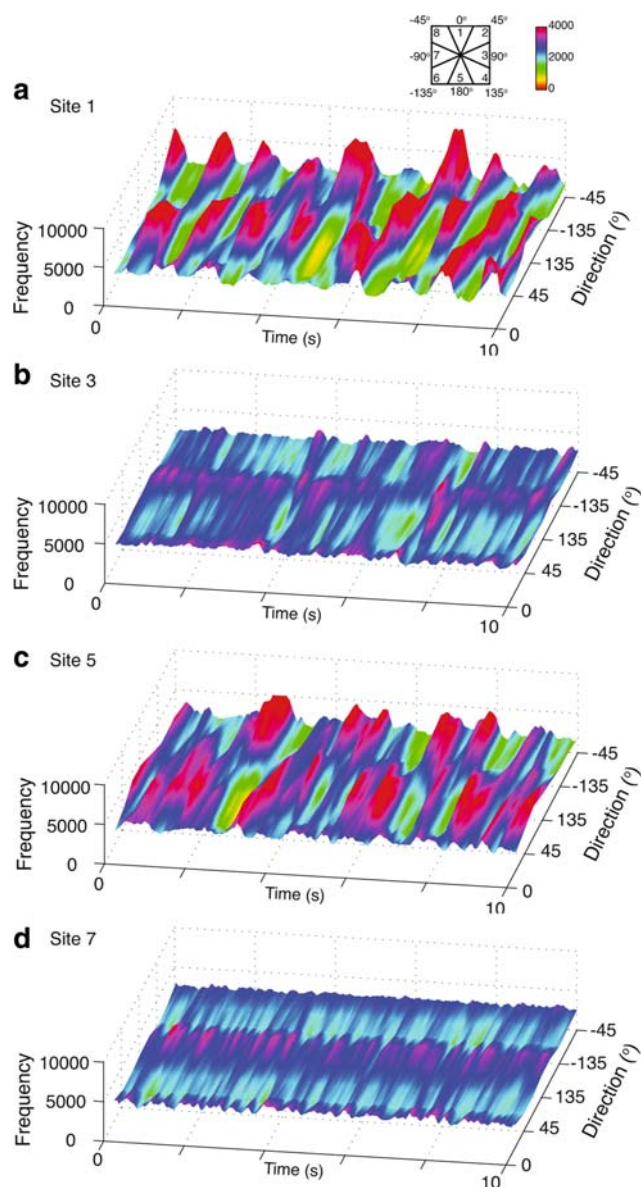 -45° 0° 45°
8 1 2
-90° 7 3 90°
6 5 4
-135° 180° 135°
4000
2000
0
a Site 1
Frequency
10000
5000
0
0
Time (s)
10
-45
-135
135
45
0
Direction (°)
b Site 3
Frequency
10000
5000
0
0
Time (s)
10
-45
-135
135
45
0
Direction (°)
c Site 5
Frequency
10000
5000
0
0
Time (s)
10
-45
-135
135
45
0
Direction (°)
d Site 7
Frequency
10000
5000
0
0
Time (s)
10
-45
-135
135
45
0
Direction (°)